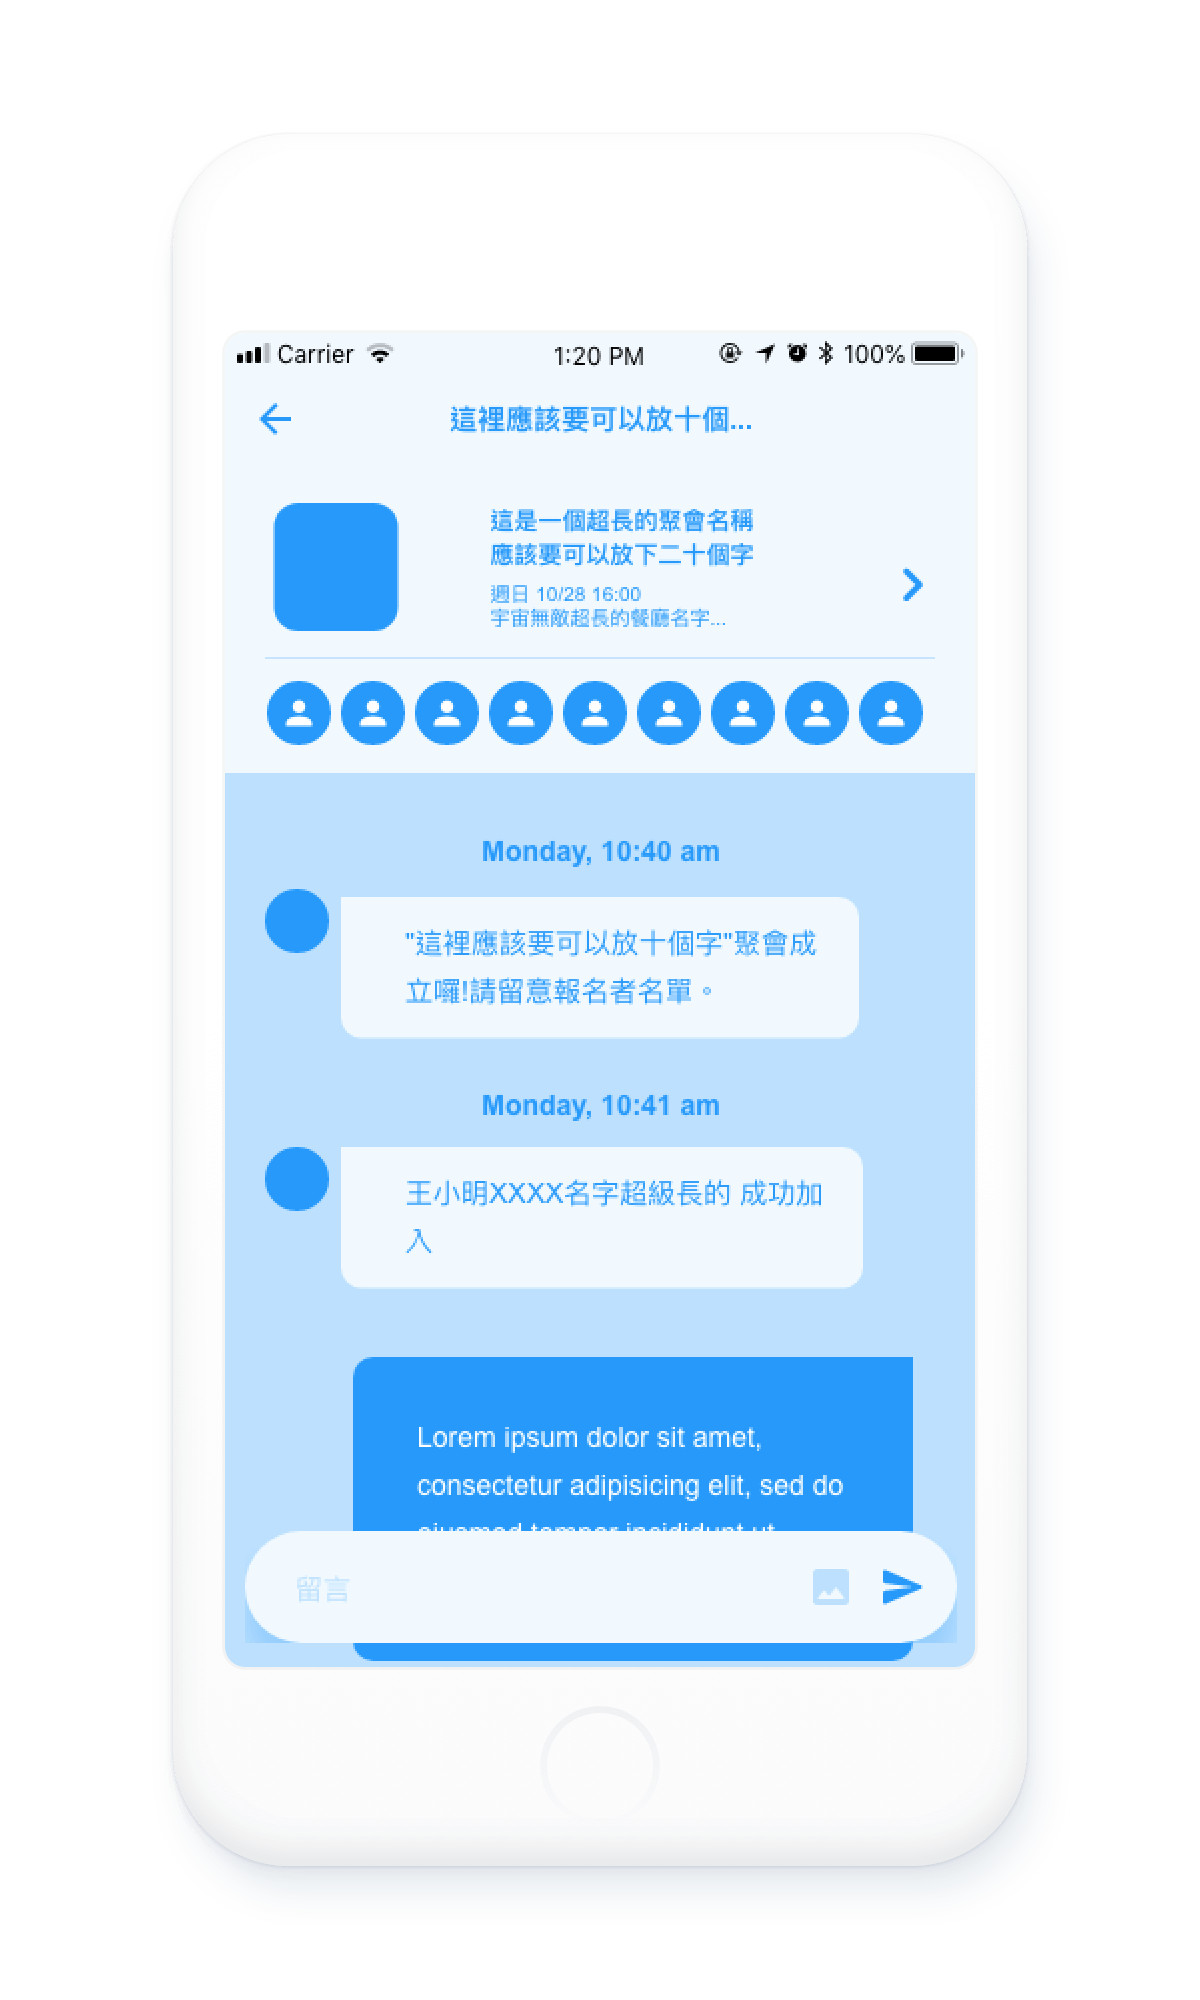 Carrier 1:20 PM 100%
這裡應該要可以放十個...
這是一個超長的聚會名稱
應該要可以放下二十個字
週日 10/28 16:00
宇宙無敵超長的餐廳名字...
Monday, 10:40 am
"這裡應該要可以放十個字"聚會成
立囉!請留意報名者名單。
Monday, 10:41 am
王小明XXXX名字超級長的 成功加
入
Lorem ipsum dolor sit amet,
consectetur adipisicing elit, sed do
eiusmod tempor incididunt ut
留言